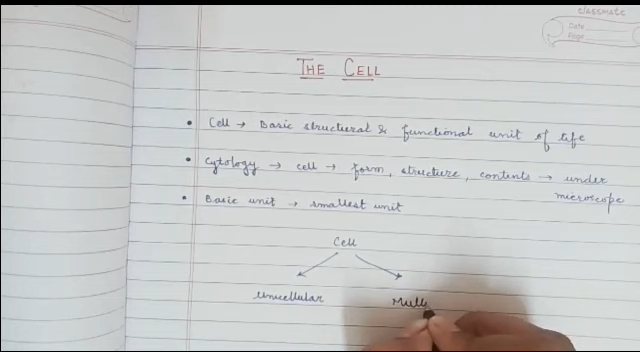 classmate
Date
Page
THE CELL
• Cell → Basic structural & functional unit of life
• Cytology → cell → form, structure, contents → under
microscope
• Basic unit → smallest unit
Cell
Unicellular Multi